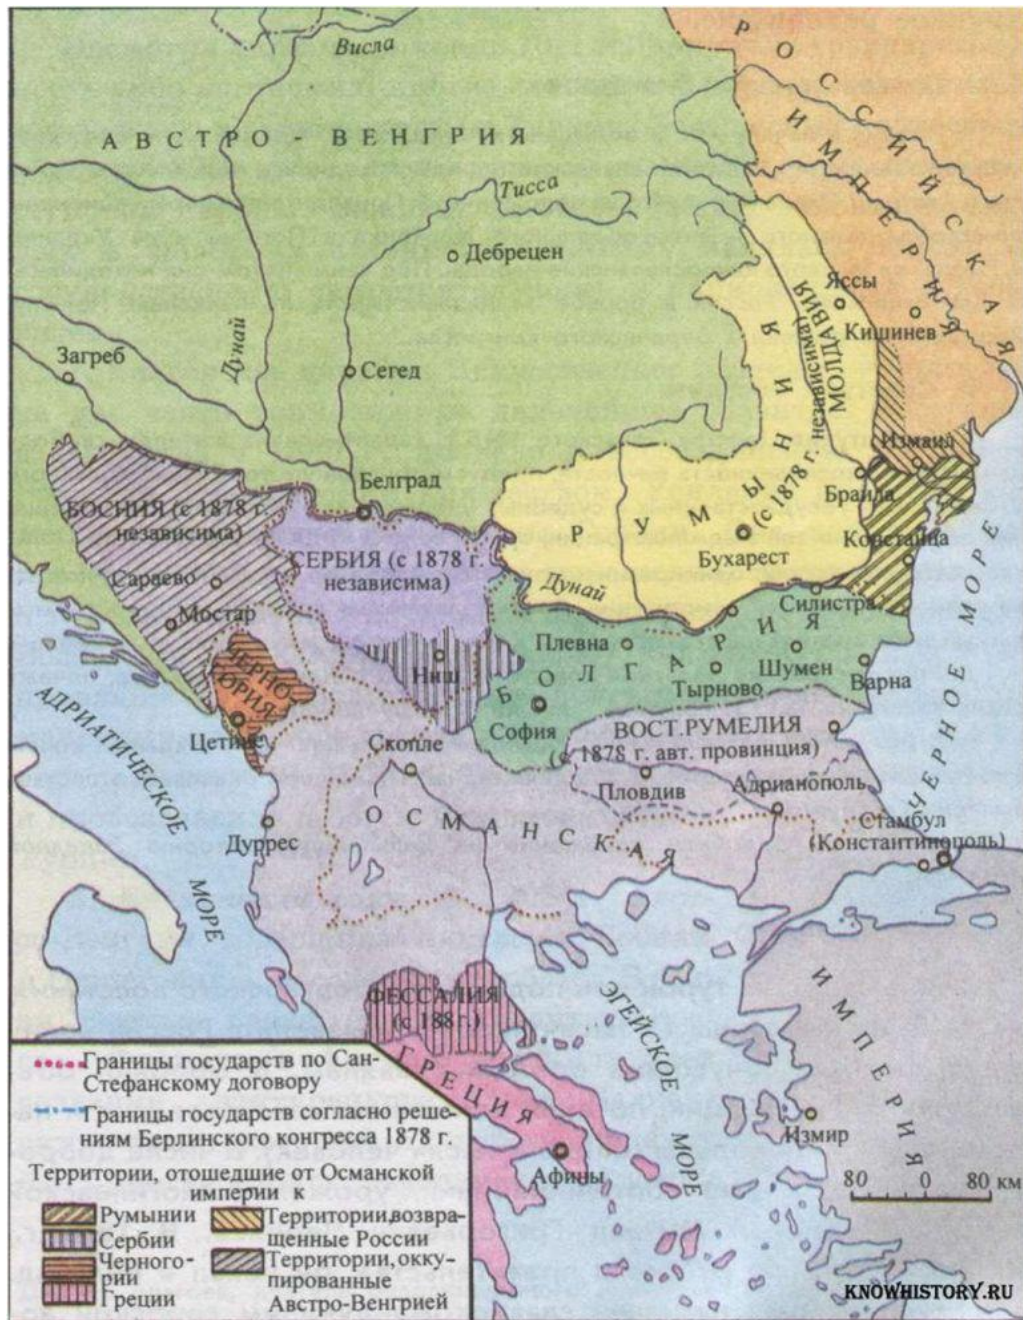 РОССИЙСКАЯ
ИМПЕРИЯ
Висла
АВСТРО-ВЕНГРИЯ
Тисса
Дебрецен
Яссы
Кишинев
Дунай
МОЛДАВИЯ
независима)
Загреб
Сегед
РУМЫНИЯ
(с 1878 г.
Измаил
Браила
Белград
БОСНИЯ (с 1878 г.
независима)
СЕРБИЯ (с 1878 г.
независима)
Бухарест
Констанца
Сараево
Мостар
Дунай
Силистра
Плевна
БОЛГАРИЯ
Шумен
Тырново
Варна
ЧЕРНО
ГОРИЯ
Ниш
София
Цетине
Скопле
ВОСТ. РУМЕЛИЯ
(с 1878 г. авт. провинция)
Пловдив
Адрианополь
ЧЕРНОЕ МОРЕ
АДРИАТИЧЕСКОЕ
МОРЕ
Дуррес
ОСМАНСКАЯ
Стамбул
(Константинополь)
ФЕССАЛИЯ
(с 188г.)
ГРЕЦИЯ
ЭГЕЙСКОЕ
МОРЕ
ИМПЕРИЯ
Измир
Афины
80 0 80 км
Границы государств по Сан-
Стефанскому договору
Границы государств согласно реше-
ниям Берлинского конгресса 1878 г.
Территории, отошедшие от Османской
империи к
Румынии
Сербии
Черного-
рии
Греции
Территории, возвра-
щенные России
Территории, окку-
пированные
Австро-Венгрией
KNOWHISTORY.RU